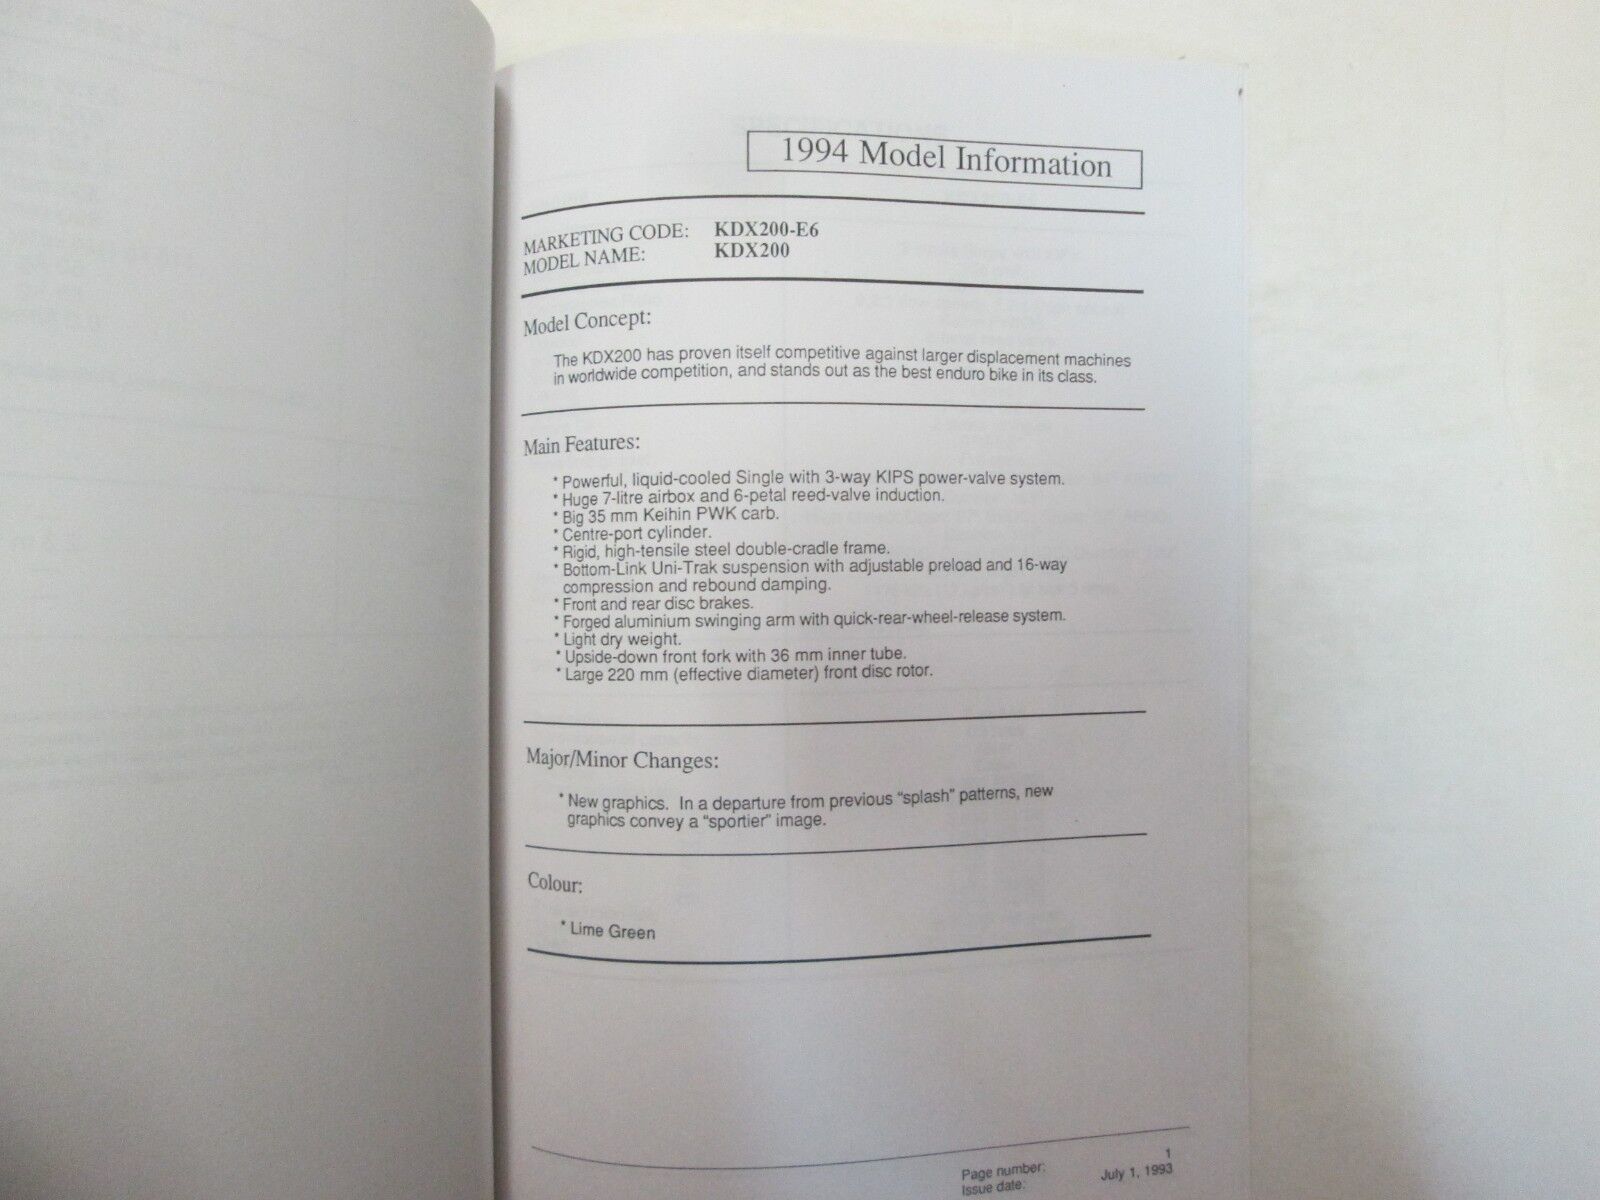 1994 Model Information
MARKETING CODE: KDX200-E6
MODEL NAME: KDX200
Model Concept:
The KDX200 has proven itself competitive against larger displacement machines
in worldwide competition, and stands out as the best enduro bike in its class.
Main Features:
* Powerful, liquid-cooled Single with 3-way KIPS power-valve system.
* Huge 7-litre airbox and 6-petal reed-valve induction.
* Big 35 mm Keihin PWK carb.
* Centre-port cylinder.
* Rigid, high-tensile steel double-cradle frame.
* Bottom-Link Uni-Trak suspension with adjustable preload and 16-way
compression and rebound damping.
* Front and rear disc brakes.
* Forged aluminium swinging arm with quick-rear-wheel-release system.
* Light dry weight.
* Upside-down front fork with 36 mm inner tube.
* Large 220 mm (effective diameter) front disc rotor.
Major/Minor Changes:
* New graphics. In a departure from previous "splash" patterns, new
graphics convey a "sportier" image.
Colour:
* Lime Green
Page number: 1
Issue date: July 1, 1993